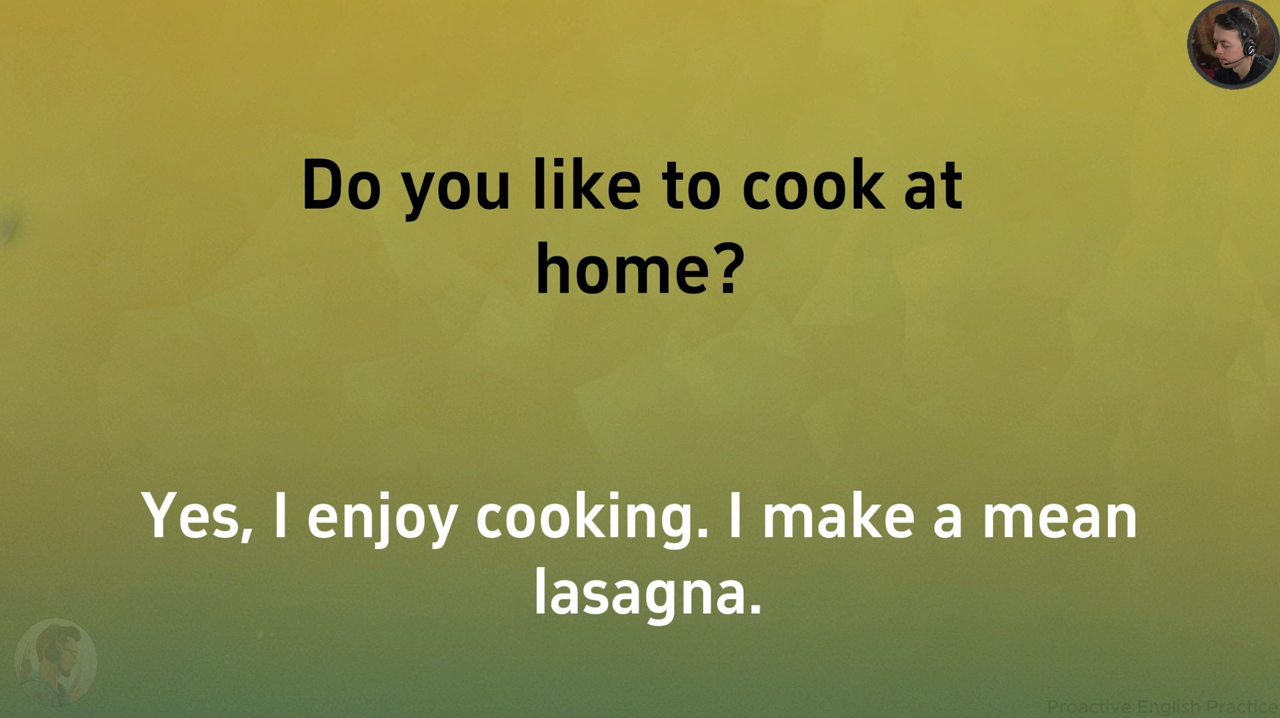 Do you like to cook at
home?
Yes, I enjoy cooking. I make a mean
lasagna.
Proactive English Practice